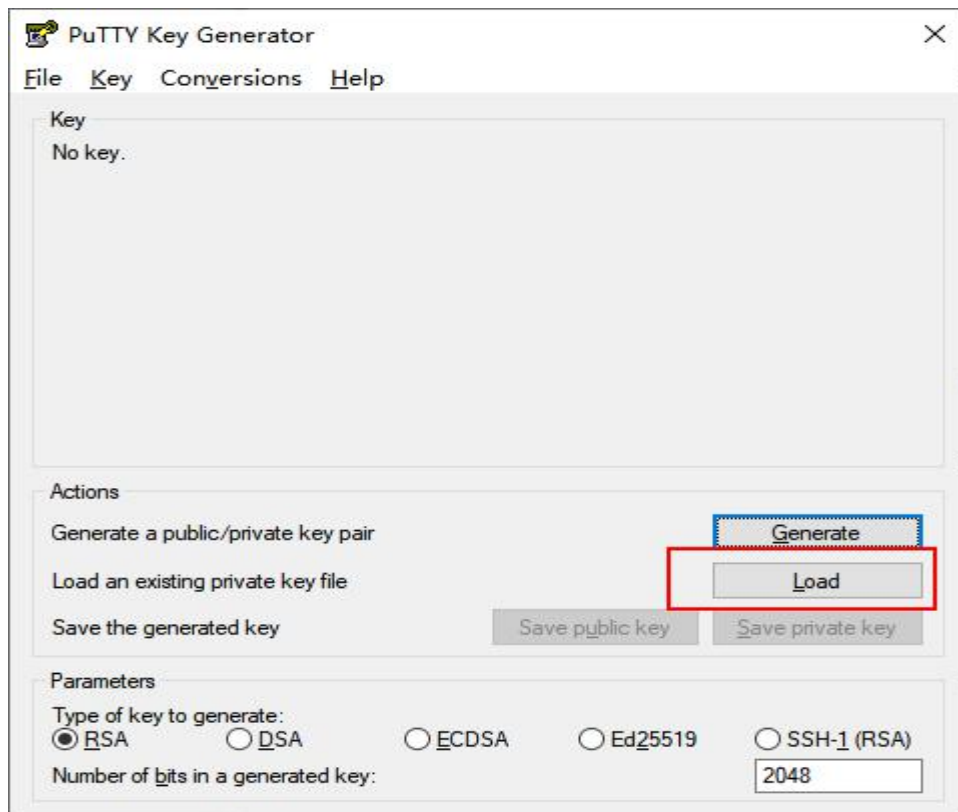 PuTTY Key Generator
File Key Conversions Help
Key
No key.
Actions
Generate a public/private key pair Generate
Load an existing private key file Load
Save the generated key Save public key Save private key
Parameters
Type of key to generate:
RSA DSA ECDSA Ed25519 SSH-1 (RSA)
Number of bits in a generated key: 2048